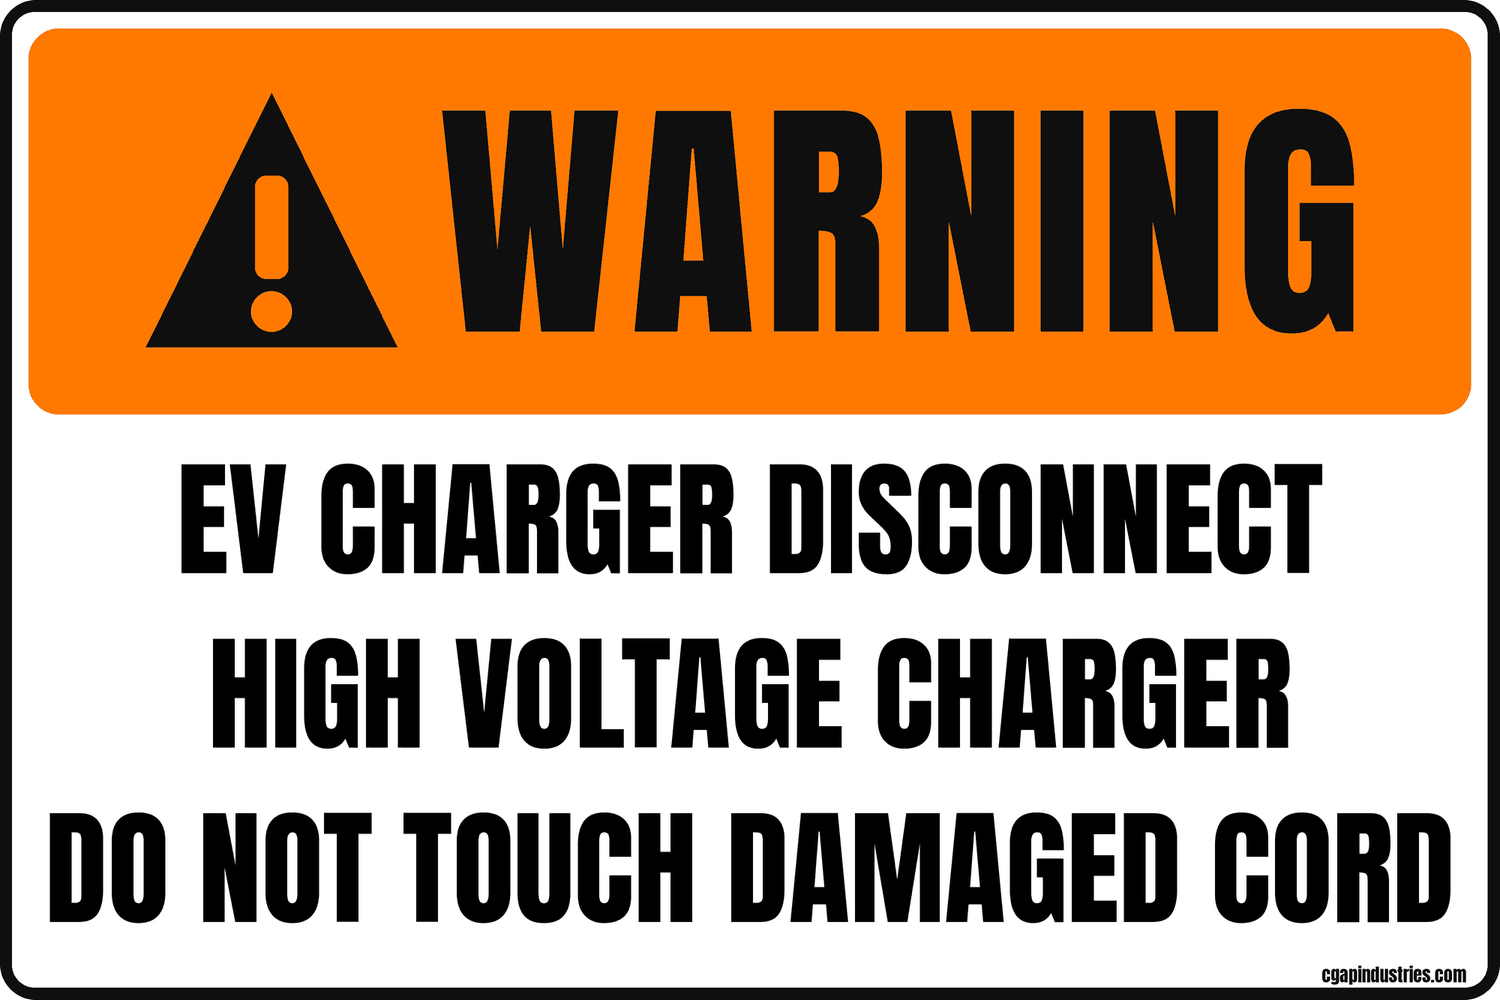 WARNING
EV CHARGER DISCONNECT
HIGH VOLTAGE CHARGER
DO NOT TOUCH DAMAGED CORD
cgapindustries.com